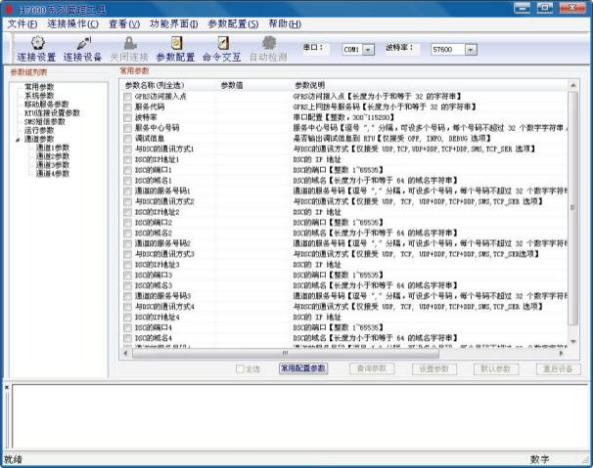 H7000系列管理工具
文件(F) 连接操作(C) 查看(V) 功能界面(I) 参数配置(S) 帮助(H)
连接设置 连接设备 关闭连接 参数配置 命令交互 自动检测 串口: COM1 波特率: 57600
参数组列表
常用参数
系统参数
移动服务参数
RTU连接设置参数
SMS短信参数
运行参数
通道参数
通道1参数
通道2参数
通道3参数
通道4参数
常用参数
参数名称(列全选) 参数值 参数说明
GPRS访问接入点 GPRS访问接入点【长度为小于和等于 32 的字符串】
服务代码 GPRS上网拨号服务码【长度为小于和等于 32 的字符串】
波特率 串口配置【整数, 300~115200】
服务中心号码 服务中心号码【逗号 "," 分隔, 可设多个号码, 每个号码不超过 32 个数字字符串,
调试信息 是否输出调试信息到 RTU【仅接受 OFF, INFO, DEBUG 选项】
与DSC的通讯方式1 与DSC的通讯方式【仅接受 UDP,TCP,UDP+DDP,TCP+DDP,SMS,TCP_SER 选项】
DSC的IP地址1 DSC的 IP 地址
DSC的端口1 DSC的端口【整数 1~65535】
DSC的域名1 DSC的域名【长度为小于和等于 64 的域名字符串】
通道的服务号码1 通道的服务号码【逗号 "," 分隔, 可设多个号码, 每个号码不超过 32 个数字字符
与DSC的通讯方式2 与DSC的通讯方式【仅接受 UDP, TCP, UDP+DDP,TCP+DDP,SMS,TCP_SER 选项】
DSC的IP地址2 DSC的 IP 地址
DSC的端口2 DSC的端口【整数 1~65535】
DSC的域名2 DSC的域名【长度为小于和等于 64 的域名字符串】
通道的服务号码2 通道的服务号码【逗号 "," 分隔, 可设多个号码, 每个号码不超过 32 个数字字符
与DSC的通讯方式3 与DSC的通讯方式【仅接受 UDP, TCP, UDP+DDP,TCP+DDP,SMS,TCP_SER选项】
DSC的IP地址3 DSC的 IP 地址
DSC的端口3 DSC的端口【整数 1~65535】
DSC的域名3 DSC的域名【长度为小于和等于 64 的域名字符串】
通道的服务号码3 通道的服务号码【逗号 "," 分隔, 可设多个号码, 每个号码不超过 32 个数字字符
与DSC的通讯方式4 与DSC的通讯方式【仅接受 UDP, TCP, UDP+DDP,TCP+DDP,SMS,TCP_SER 选项】
DSC的IP地址4 DSC的 IP 地址
DSC的端口4 DSC的端口【整数 1~65535】
DSC的域名4 DSC的域名【长度为小于和等于 64 的域名字符串】
全选 常用配置参数 查询参数 设置参数 默认参数 重启设备
就绪 数字